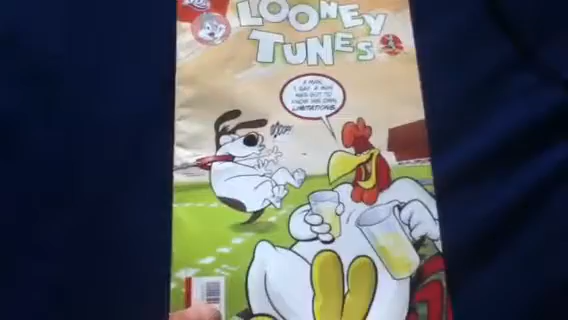 LOONEY
TUNES
A MAN,
I SAY, A MAN
HAS GOT TO
KNOW HIS OWN
LIMITATIONS.